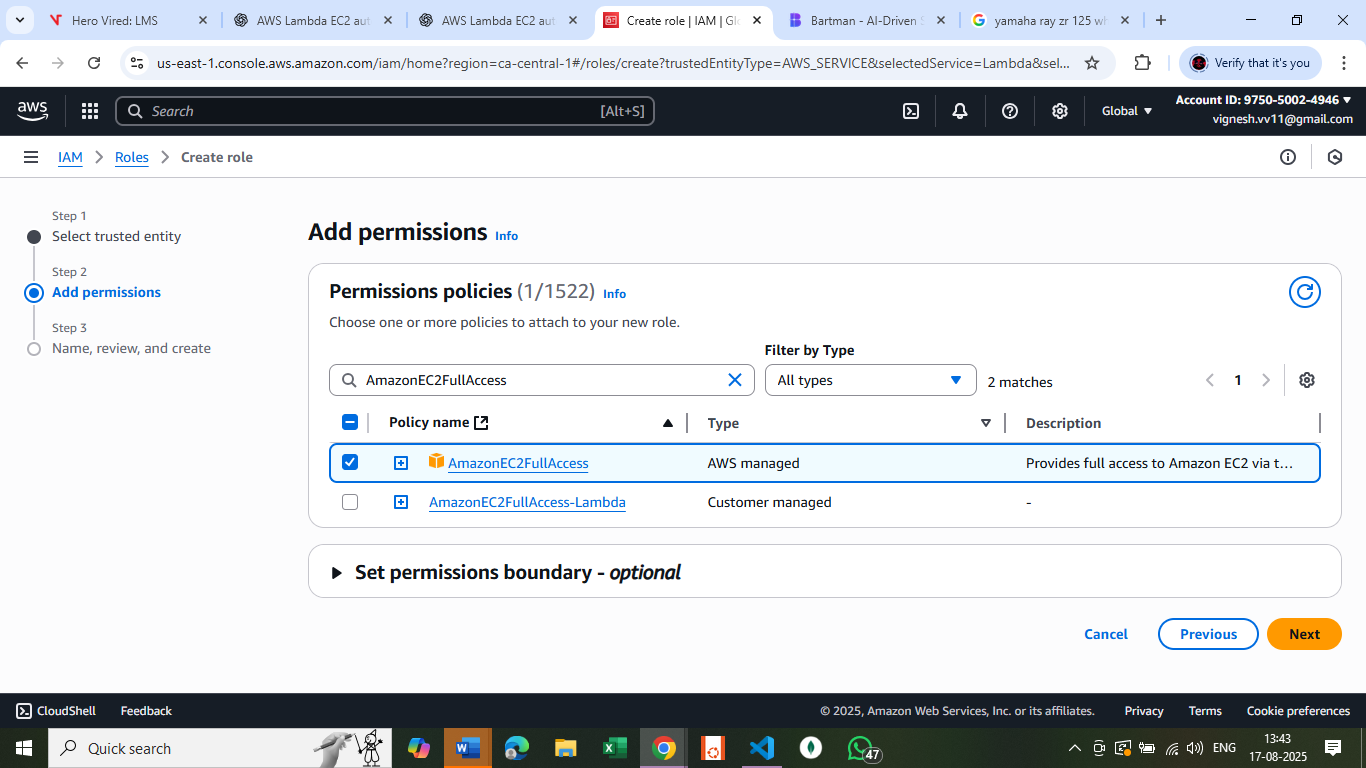 Hero Vired: LMS
AWS Lambda EC2 aut
AWS Lambda EC2 aut
Create role | IAM | Gl
Bartman - AI-Driven S
yamaha ray zr 125 wh
us-east-1.console.aws.amazon.com/iam/home?region=ca-central-1#/roles/create?trustedEntityType=AWS_SERVICE&selectedService=Lambda&sel...
Verify that it's you
aws
Search
[Alt+S]
Global
Account ID: 9750-5002-4946
vignesh.vv11@gmail.com
IAM
Roles
Create role
Step 1
Select trusted entity
Step 2
Add permissions
Step 3
Name, review, and create
Add permissions Info
Permissions policies (1/1522) Info
Choose one or more policies to attach to your new role.
Filter by Type
AmazonEC2FullAccess
All types
2 matches
1
Policy name
Type
Description
AmazonEC2FullAccess
AWS managed
Provides full access to Amazon EC2 via t...
AmazonEC2FullAccess-Lambda
Customer managed
-
Set permissions boundary - optional
Cancel
Previous
Next
CloudShell
Feedback
© 2025, Amazon Web Services, Inc. or its affiliates.
Privacy
Terms
Cookie preferences
Quick search
47
ENG
13:43
17-08-2025